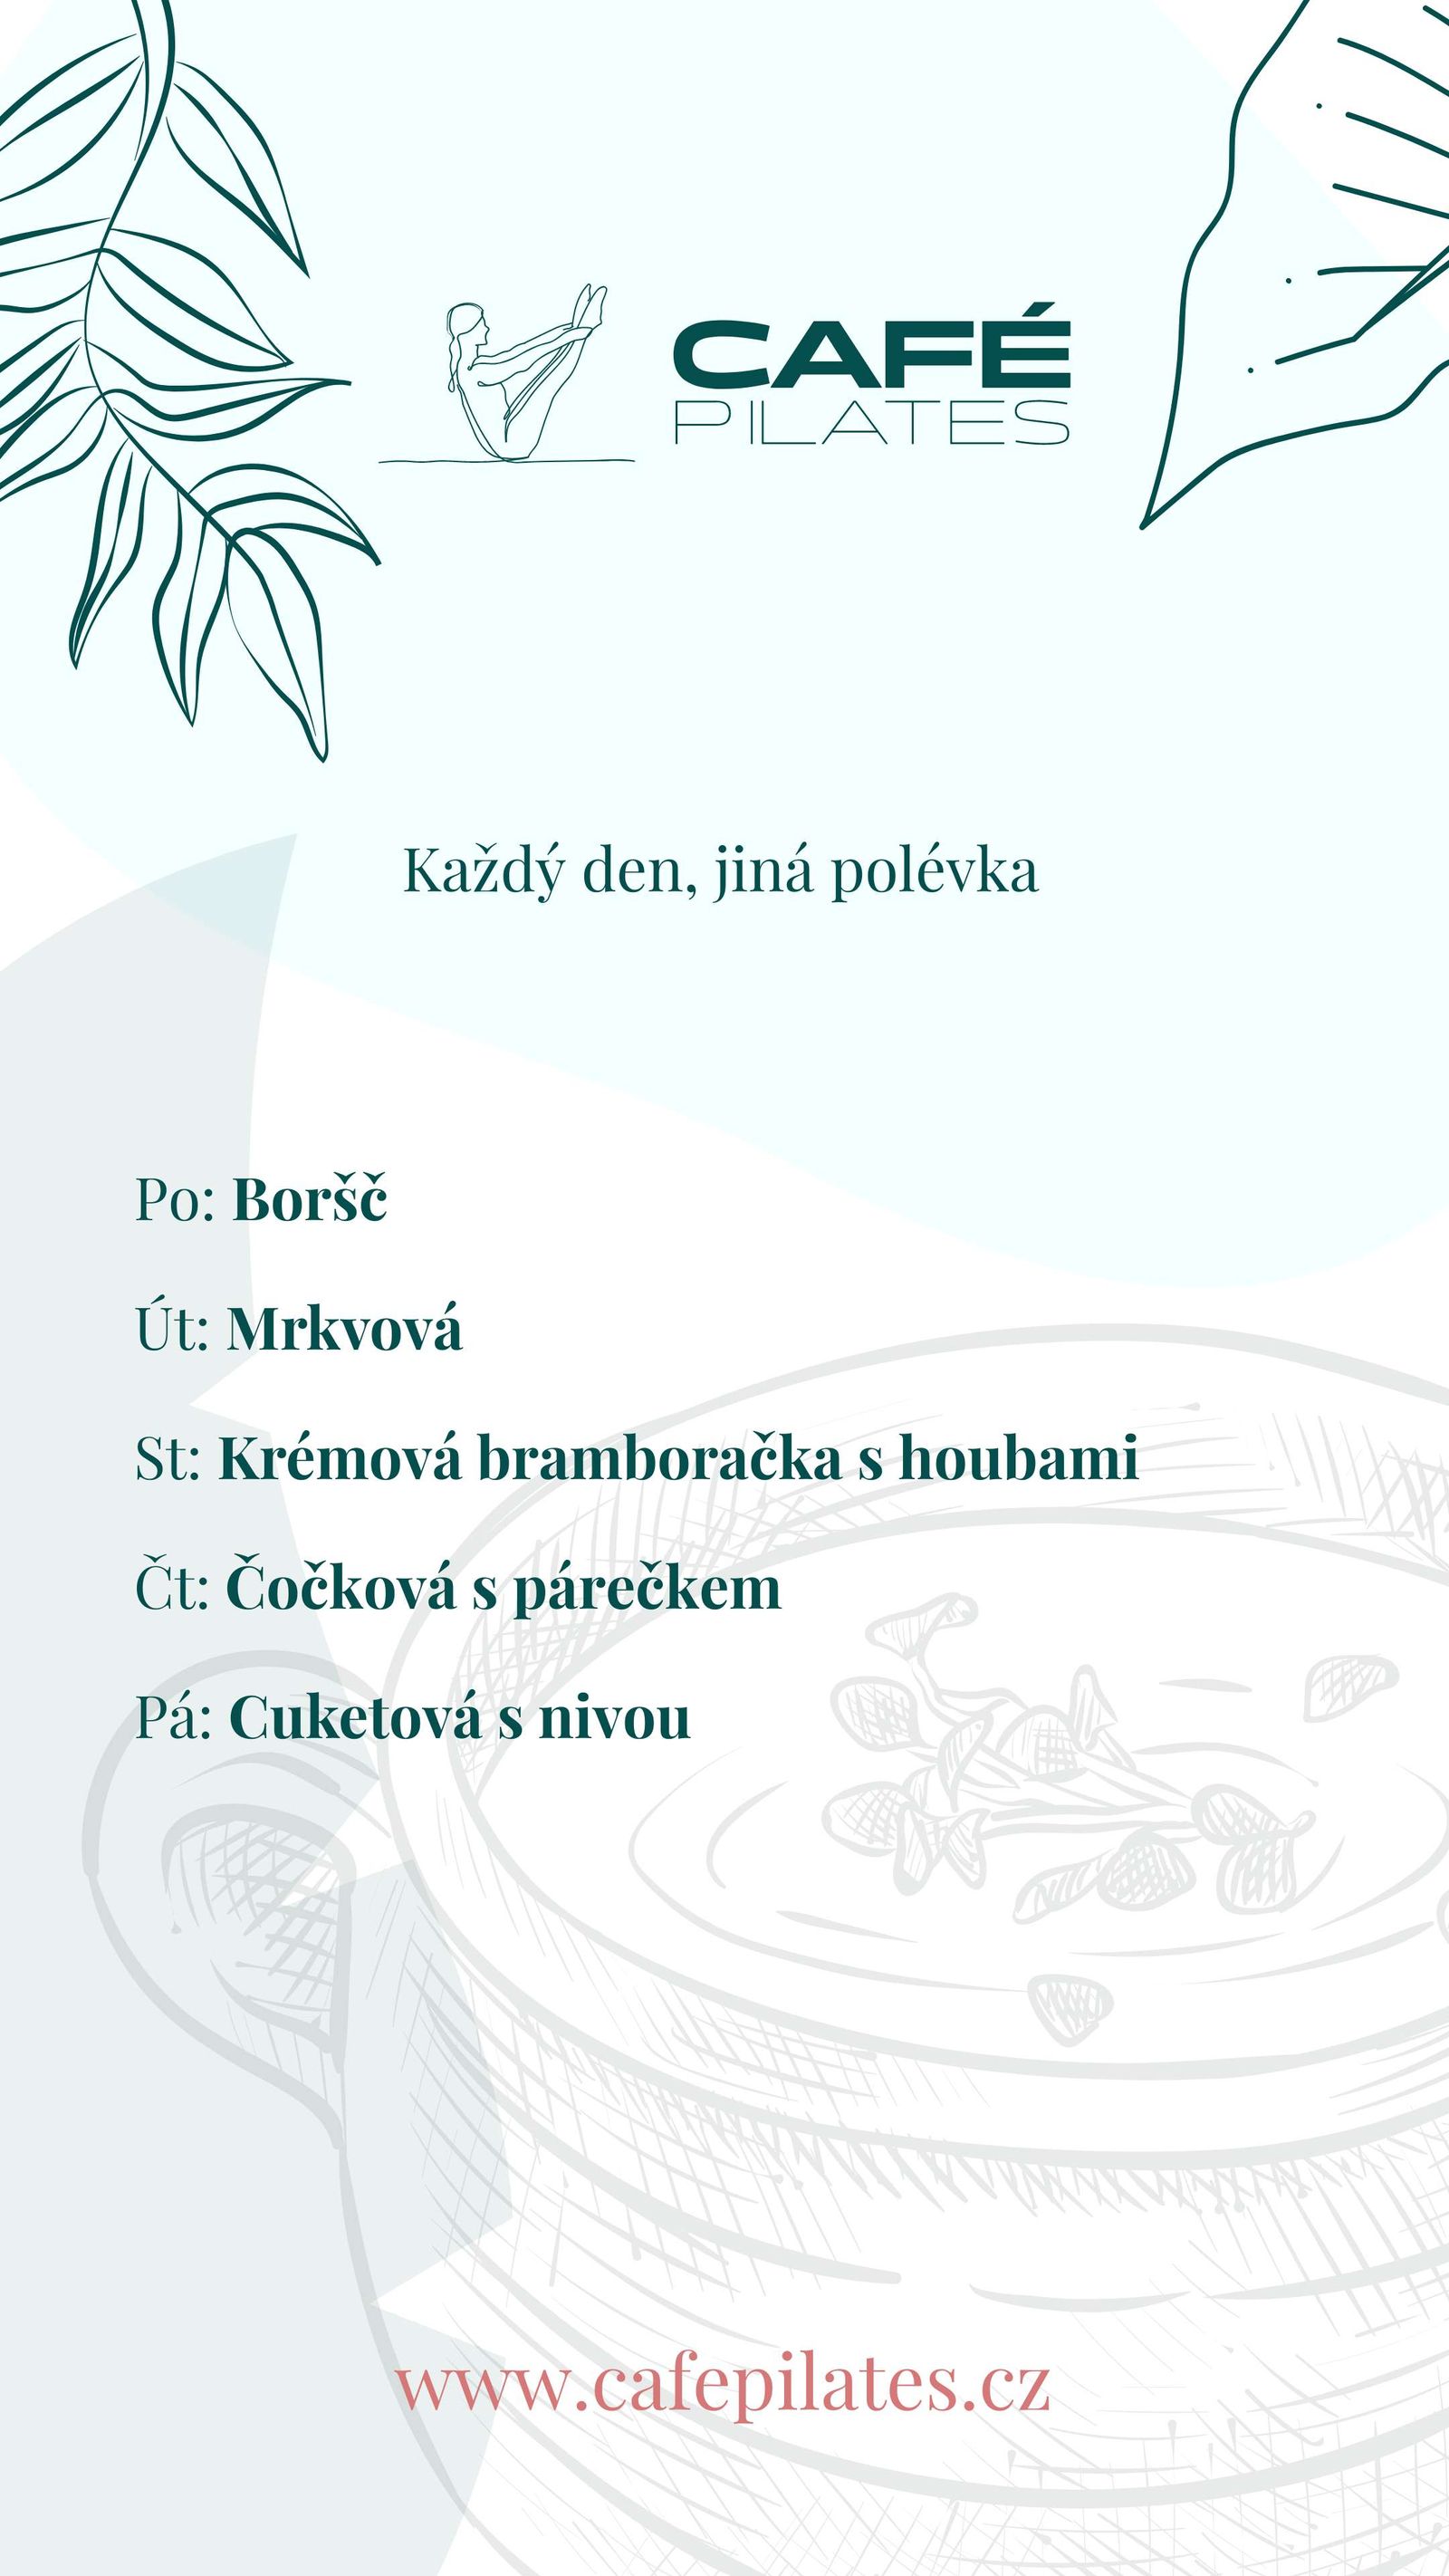 CAFÉ
PILATES
Každý den, jiná polévka
Po: Boršč
Út: Mrkvová
St: Krémová bramboračka s houbami
Čt: Čočková s párečkem
Pá: Cuketová s nivou
www.cafepilates.cz